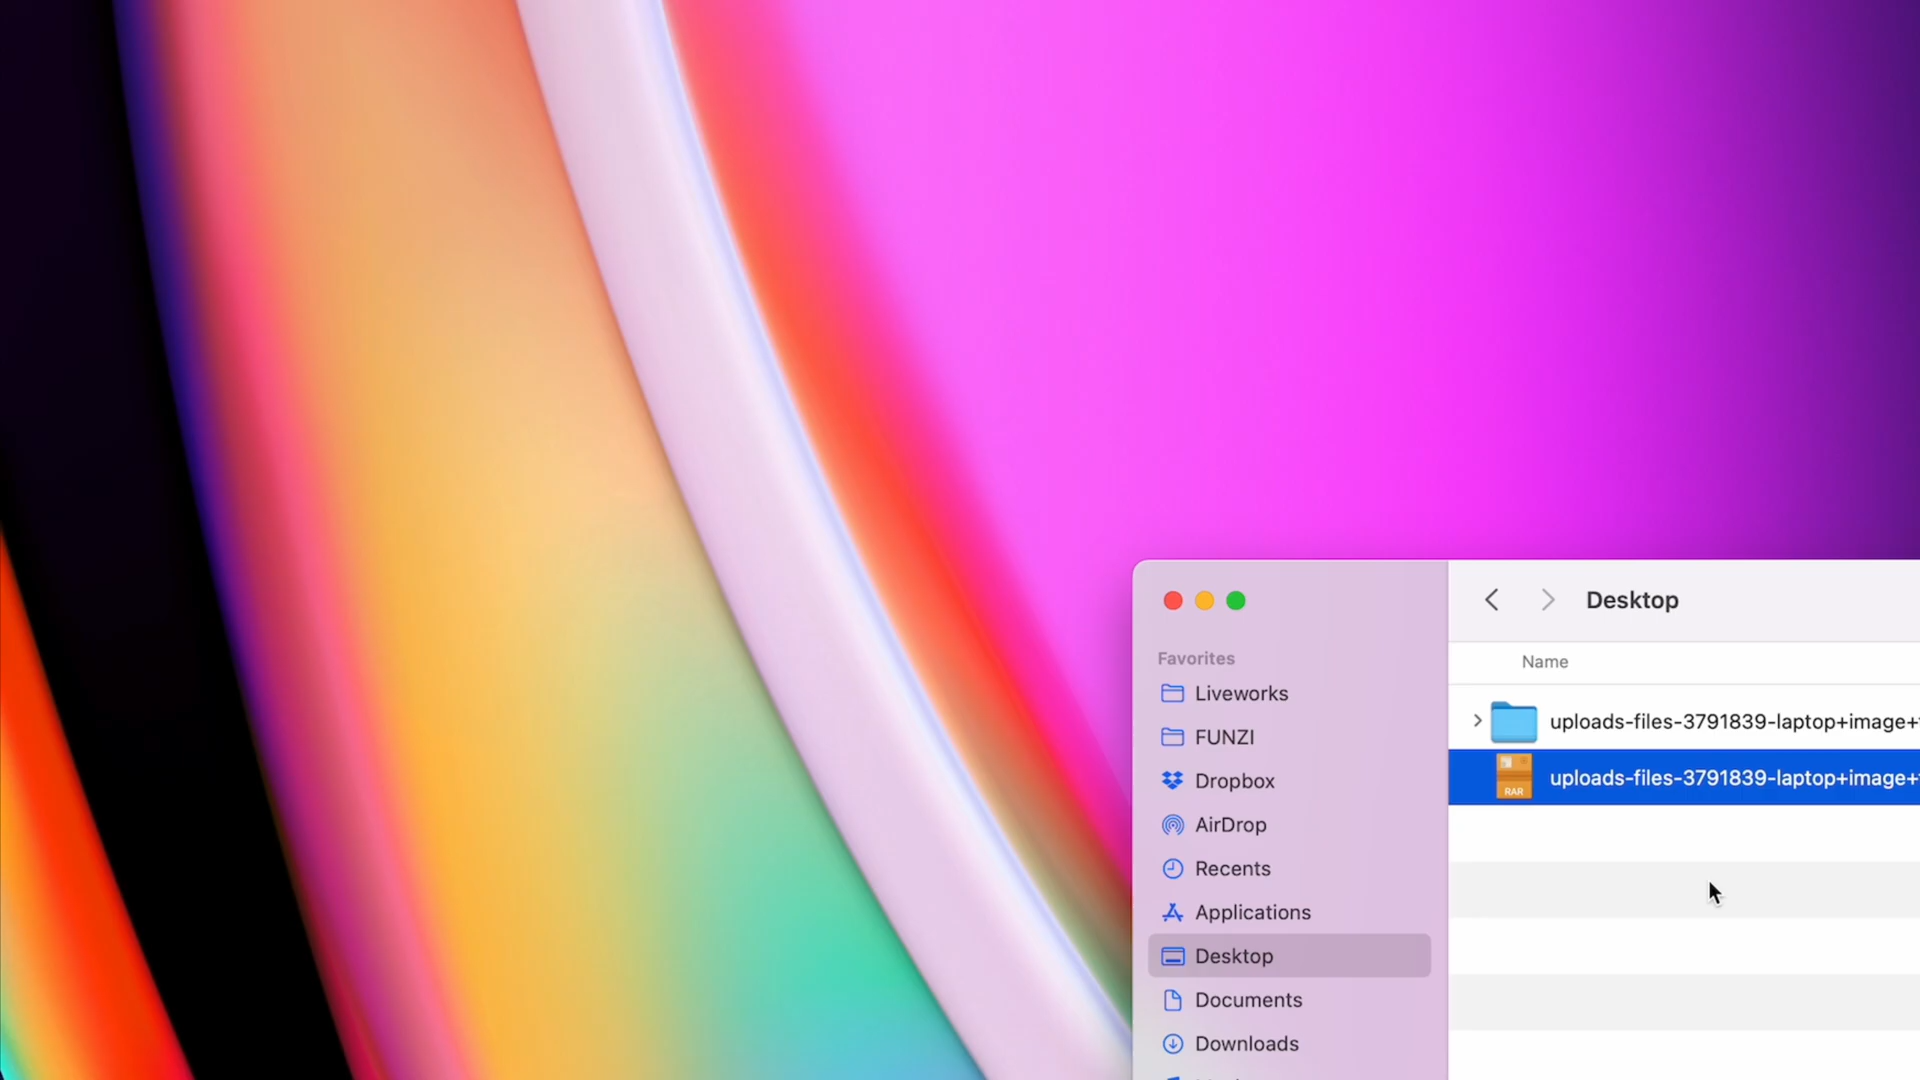 Desktop
Favorites
Name
Liveworks
uploads-files-3791839-laptop+image+
FUNZI
Dropbox
uploads-files-3791839-laptop+image+
RAR
AirDrop
Recents
Applications
Desktop
Documents
Downloads